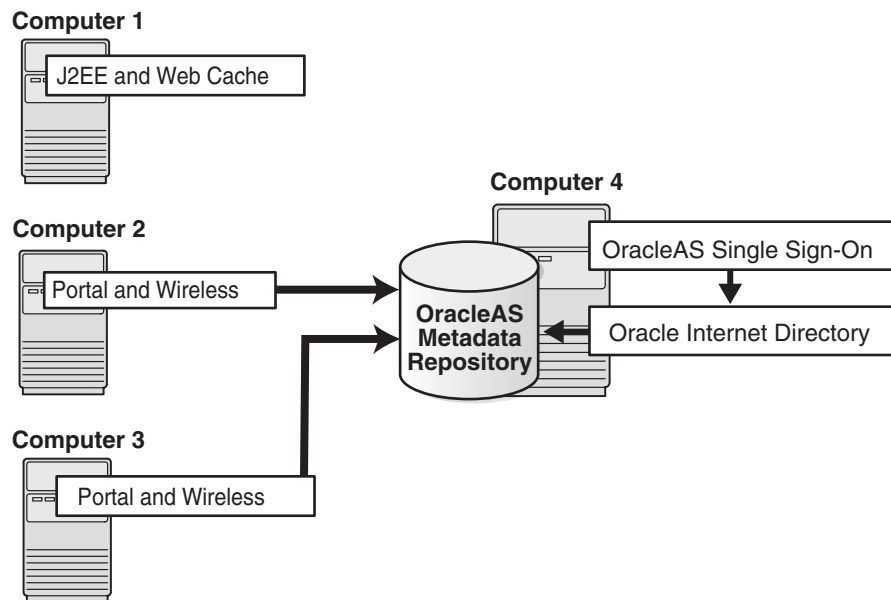 Computer 1
J2EE and Web Cache
Computer 2
Portal and Wireless
Computer 3
Portal and Wireless
Computer 4
OracleAS
Metadata
Repository
OracleAS Single Sign-On
Oracle Internet Directory